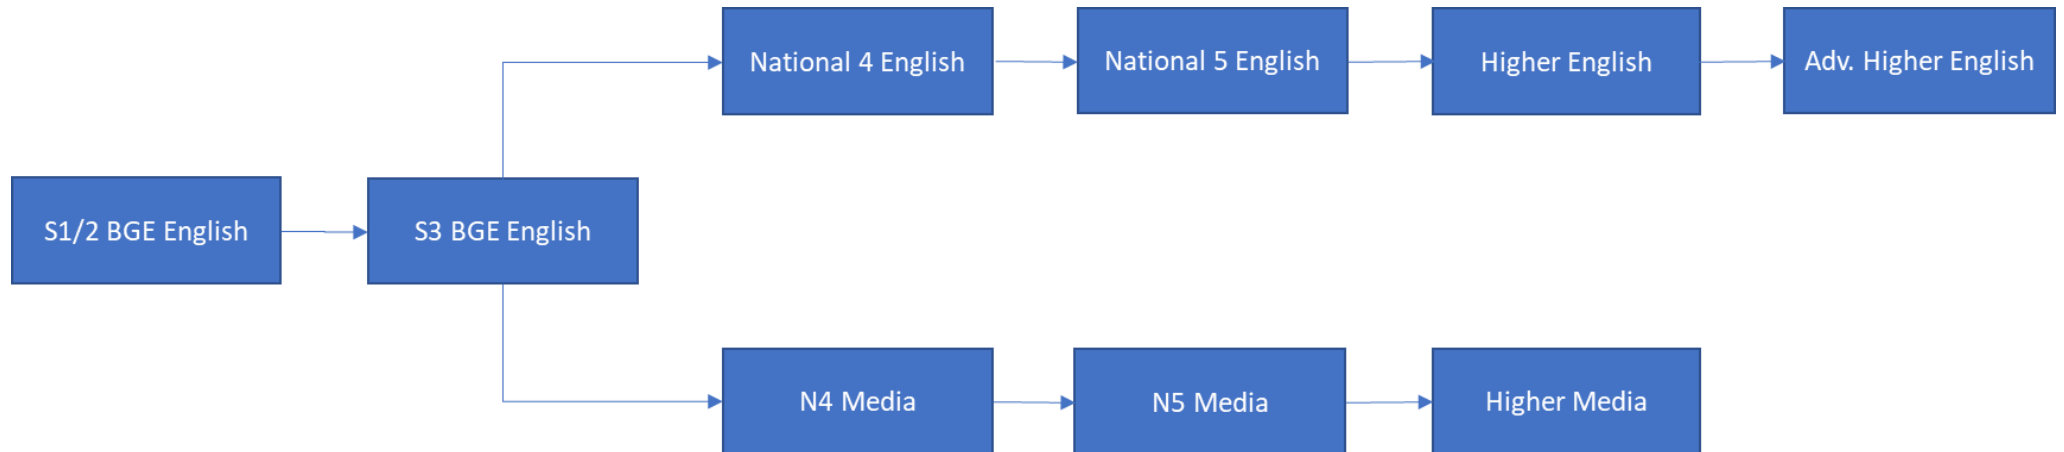 National 4 English
National 5 English
Higher English
Adv. Higher English
S1/2 BGE English
S3 BGE English
N4 Media
N5 Media
Higher Media